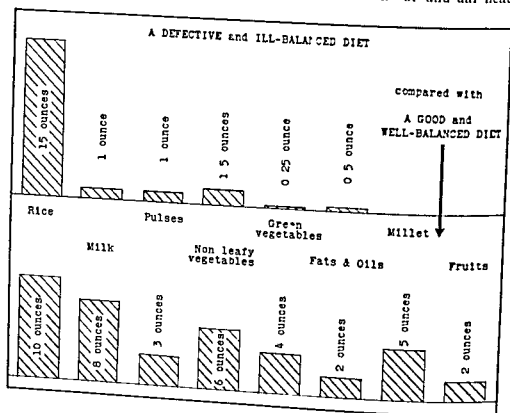 A DEFECTIVE and ILL-BALANCED DIET
compared with
A GOOD and
WELL-BALANCED DIET
15 ounces
1 ounce
1 ounce
1 5 ounces
0 25 ounces
0 5 ounces
Rice
Milk
Pulses
Non leafy
vegetables
Green
vegetables
Fats & Oils
Millet
Fruits
10 ounces
8 ounces
3 ounces
6 ounces
4 ounces
2 ounces
5 ounces
2 ounces